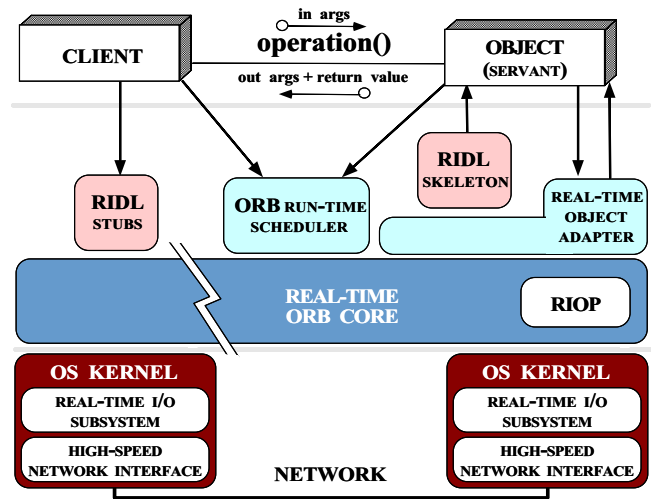 in args
operation()
out args + return value
CLIENT
OBJECT
(SERVANT)
RIDL
STUBS
ORB RUN-TIME
SCHEDULER
RIDL
SKELETON
REAL-TIME
OBJECT
ADAPTER
REAL-TIME
ORB CORE
RIOP
OS KERNEL
REAL-TIME I/O
SUBSYSTEM
HIGH-SPEED
NETWORK INTERFACE
NETWORK
OS KERNEL
REAL-TIME I/O
SUBSYSTEM
HIGH-SPEED
NETWORK INTERFACE